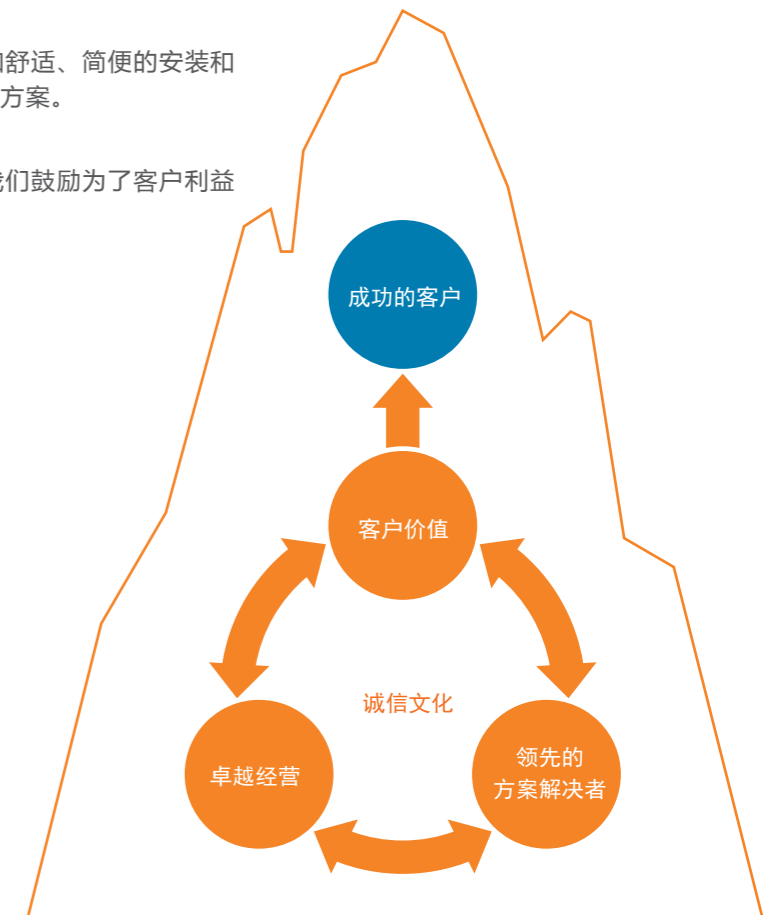 舒适、简便的安装和
方案。
们鼓励为了客户利益
成功的客户
客户价值
诚信文化
卓越经营
领先的
方案解决者